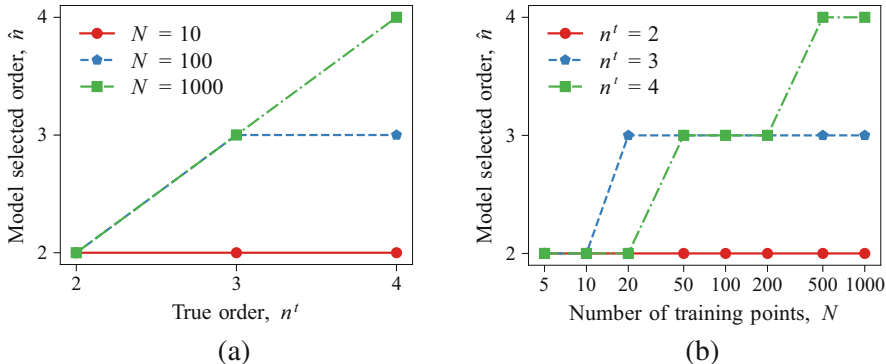 Model selected order, n̂
4
3
2
N = 10
N = 100
N = 1000
2 3 4
True order, nᵗ
(a)
Model selected order, n̂
4
3
2
nᵗ = 2
nᵗ = 3
nᵗ = 4
5 10 20 50 100 200 500 1000
Number of training points, N
(b)